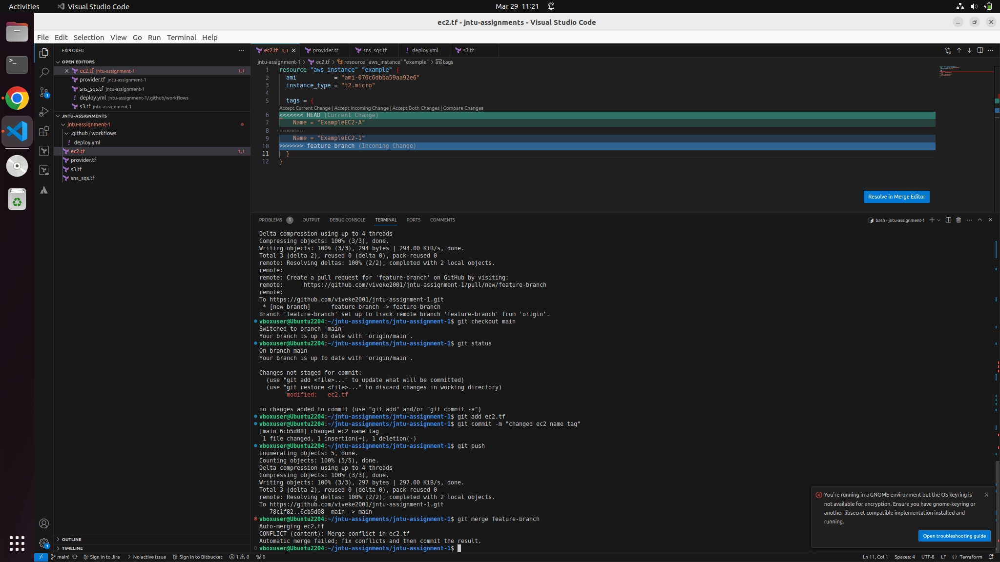 Activities
Visual Studio Code
Mar 29 11:21
ec2.tf - jntu-assignments - Visual Studio Code
File Edit Selection View Go Run Terminal Help
EXPLORER
OPEN EDITORS
ec2.tf jntu-assignment-1 1, !
provider.tf jntu-assignment-1
sns_sqs.tf jntu-assignment-1
! deploy.yml jntu-assignment-1/.github/workflows
s3.tf jntu-assignment-1
JNTU-ASSIGNMENTS
jntu-assignment-1
.github/workflows
! deploy.yml
ec2.tf 1, !
provider.tf
s3.tf
sns_sqs.tf
OUTLINE
TIMELINE
ec2.tf 1, !
provider.tf
sns_sqs.tf
! deploy.yml
s3.tf
jntu-assignment-1 > ec2.tf > resource "aws_instance" "example" > tags
1 resource "aws_instance" "example" {
2   ami           = "ami-076c6dbba59aa92e6"
3   instance_type = "t2.micro"
4
5   tags = {
Accept Current Change | Accept Incoming Change | Accept Both Changes | Compare Changes
6 <<<<<<< HEAD (Current Change)
7     Name = "ExampleEC2-A"
8 =======
9     Name = "ExampleEC2-1"
10 >>>>>>> feature-branch (Incoming Change)
11   }
12 }
Resolve in Merge Editor
PROBLEMS 1 OUTPUT DEBUG CONSOLE TERMINAL PORTS COMMENTS
bash - jntu-assignment-1
Delta compression using up to 4 threads
Compressing objects: 100% (3/3), done.
Writing objects: 100% (3/3), 294 bytes | 294.00 KiB/s, done.
Total 3 (delta 2), reused 0 (delta 0), pack-reused 0
remote: Resolving deltas: 100% (2/2), completed with 2 local objects.
remote:
remote: Create a pull request for 'feature-branch' on GitHub by visiting:
remote:      https://github.com/viveke2001/jntu-assignment-1/pull/new/feature-branch
remote:
To https://github.com/viveke2001/jntu-assignment-1.git
 * [new branch]      feature-branch -> feature-branch
Branch 'feature-branch' set up to track remote branch 'feature-branch' from 'origin'.
vboxuser@Ubuntu2204:~/jntu-assignments/jntu-assignment-1$ git checkout main
Switched to branch 'main'
Your branch is up to date with 'origin/main'.
vboxuser@Ubuntu2204:~/jntu-assignments/jntu-assignment-1$ git status
On branch main
Your branch is up to date with 'origin/main'.
Changes not staged for commit:
  (use "git add <file>..." to update what will be committed)
  (use "git restore <file>..." to discard changes in working directory)
        modified:   ec2.tf
no changes added to commit (use "git add" and/or "git commit -a")
vboxuser@Ubuntu2204:~/jntu-assignments/jntu-assignment-1$ git add ec2.tf
vboxuser@Ubuntu2204:~/jntu-assignments/jntu-assignment-1$ git commit -m "changed ec2 name tag"
[main 6cb5d08] changed ec2 name tag
 1 file changed, 1 insertion(+), 1 deletion(-)
vboxuser@Ubuntu2204:~/jntu-assignments/jntu-assignment-1$ git push
Enumerating objects: 5, done.
Counting objects: 100% (5/5), done.
Delta compression using up to 4 threads
Compressing objects: 100% (3/3), done.
Writing objects: 100% (3/3), 297 bytes | 297.00 KiB/s, done.
Total 3 (delta 2), reused 0 (delta 0), pack-reused 0
remote: Resolving deltas: 100% (2/2), completed with 2 local objects.
To https://github.com/viveke2001/jntu-assignment-1.git
   78c1f82..6cb5d08  main -> main
vboxuser@Ubuntu2204:~/jntu-assignments/jntu-assignment-1$ git merge feature-branch
Auto-merging ec2.tf
CONFLICT (content): Merge conflict in ec2.tf
Automatic merge failed; fix conflicts and then commit the result.
vboxuser@Ubuntu2204:~/jntu-assignments/jntu-assignment-1$
You're running in a GNOME environment but the OS keyring is
not available for encryption. Ensure you have gnome-keyring or
another libsecret compatible implementation installed and
running.
Open troubleshooting guide
main! Sign in to Jira No active issue Sign in to Bitbucket 1 0 0
Ln 11, Col 1 Spaces: 4 UTF-8 LF {} Terraform